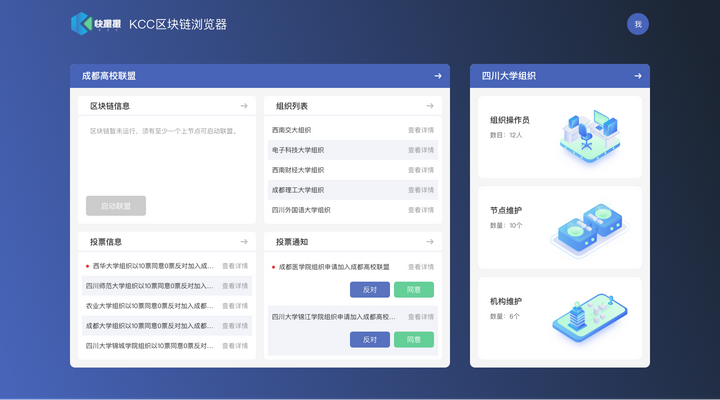 KCC区块链浏览器
我
成都高校联盟
区块链信息
区块链暂未运行，须有至少一个上节点可启动联盟。
启动联盟
组织列表
西南交大组织 查看详情
电子科技大学组织 查看详情
西南财经大学组织 查看详情
成都理工大学组织 查看详情
四川外国语大学组织 查看详情
投票信息
西华大学组织以10票同意0票反对加入成... 查看详情
四川师范大学组织以10票同意0票反对加入... 查看详情
农业大学组织以10票同意0票反对加入成都... 查看详情
成都大学组织以10票同意0票反对加入成都... 查看详情
四川大学锦城学院组织以10票同意0票反对... 查看详情
投票通知
成都医学院组织申请加入成都高校联盟 查看详情
反对 同意
四川大学锦江学院组织申请加入成都高校... 查看详情
反对 同意
四川大学组织
组织操作员
数目：12人
节点维护
数量：10个
机构维护
数量：6个